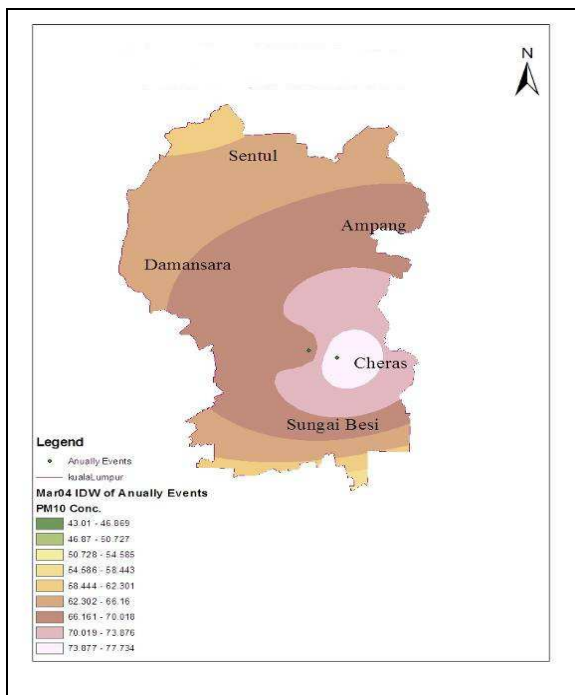 N
Sentul
Ampang
Damansara
Cheras
Sungai Besi
Legend
Anually Events
kualaLumpur
Mar04 IDW of Anually Events
PM10 Conc.
43.01 - 46.869
46.87 - 50.727
50.728 - 54.585
54.586 - 58.443
58.444 - 62.301
62.302 - 66.16
66.161 - 70.018
70.019 - 73.876
73.877 - 77.734